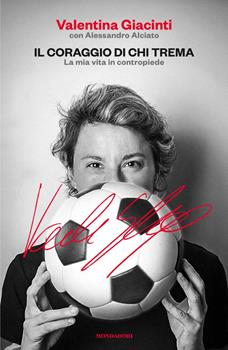 Valentina Giacinti
con Alessandro Alciato
IL CORAGGIO DI CHI TREMA
La mia vita in contropiede
MONDADORI